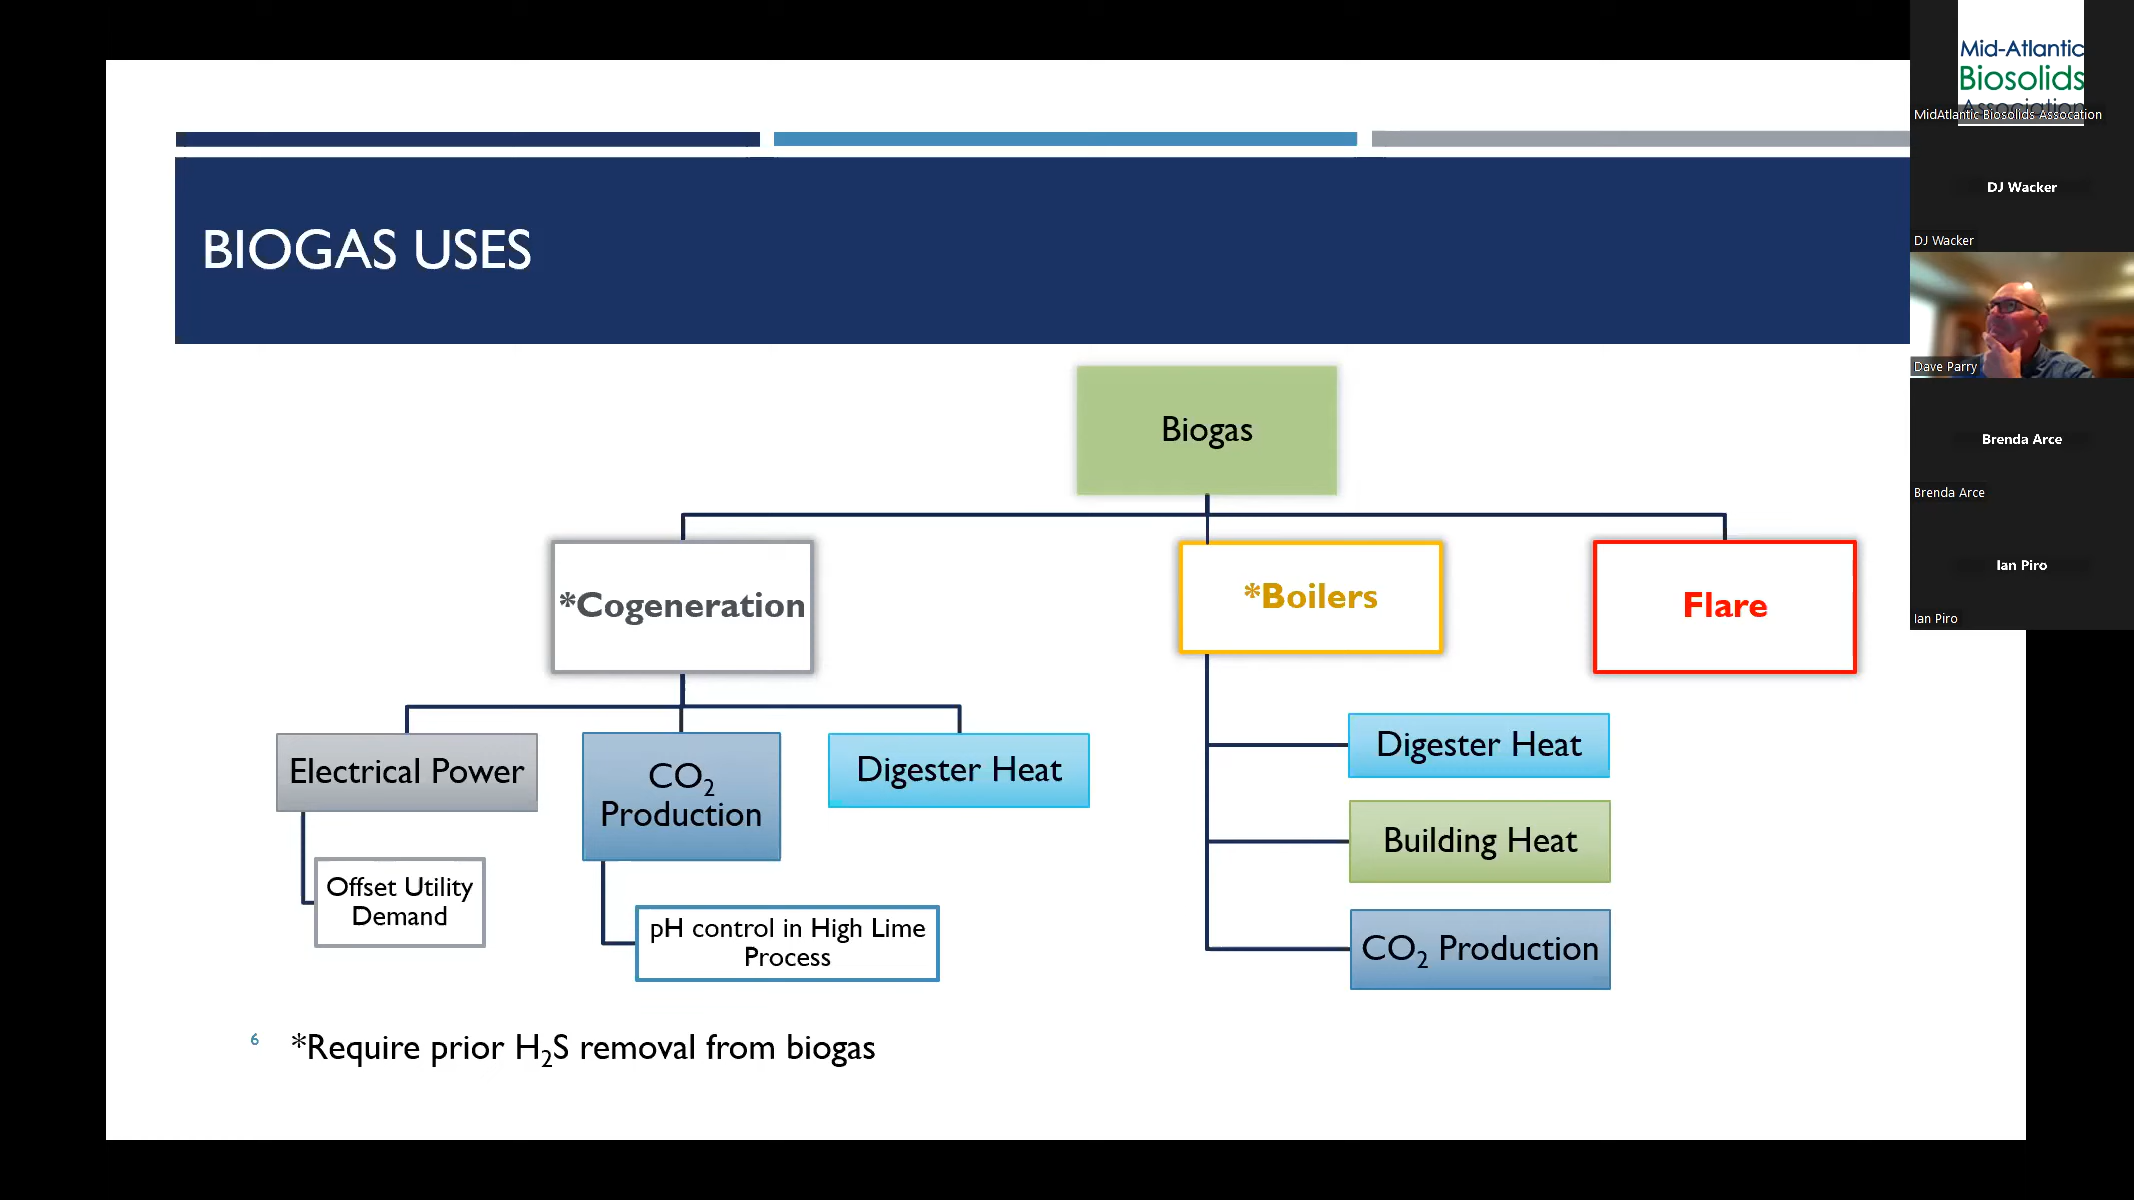 BIOGAS USES
Biogas
*Cogeneration
*Boilers
Flare
Electrical Power
CO₂
Production
Digester Heat
Offset Utility
Demand
pH control in High Lime
Process
Digester Heat
Building Heat
CO₂ Production
6
*Require prior H₂S removal from biogas
Mid-Atlantic
Biosolids
Association
MidAtlantic Biosolids Assocation
DJ Wacker
DJ Wacker
Dave Parry
Brenda Arce
Brenda Arce
Ian Piro
Ian Piro